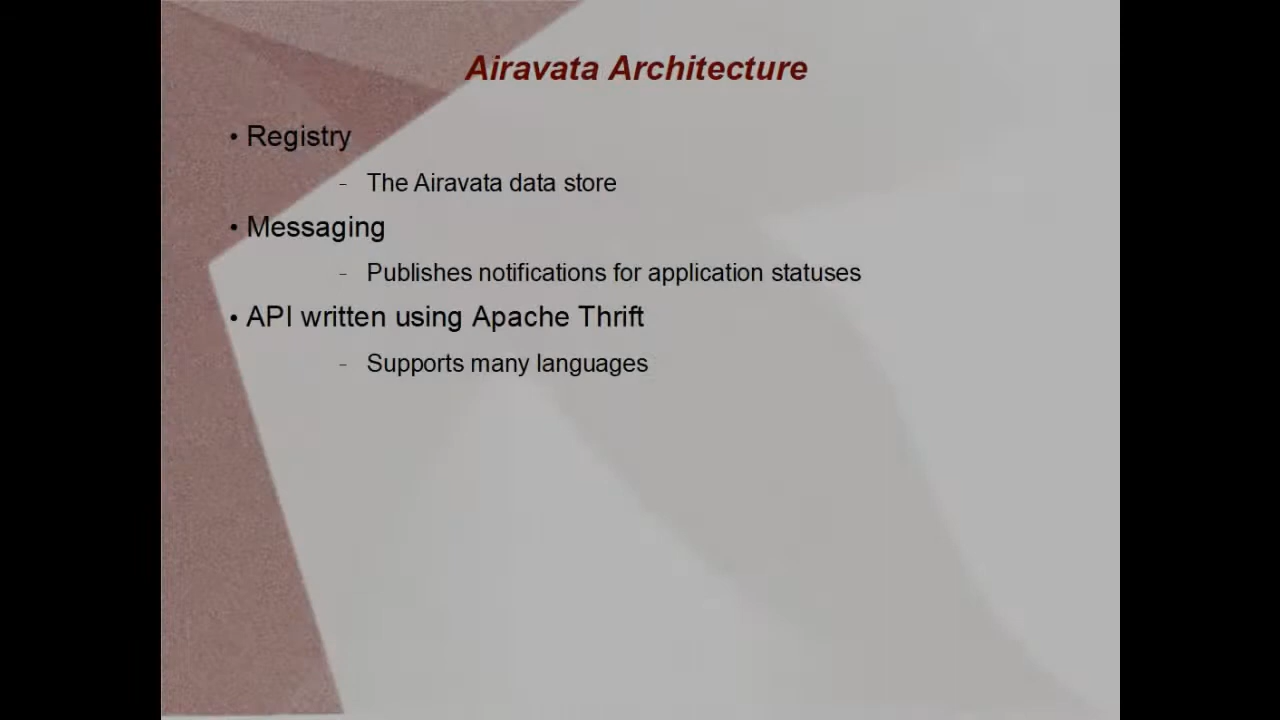 Airavata Architecture
• Registry
– The Airavata data store
• Messaging
– Publishes notifications for application statuses
• API written using Apache Thrift
– Supports many languages